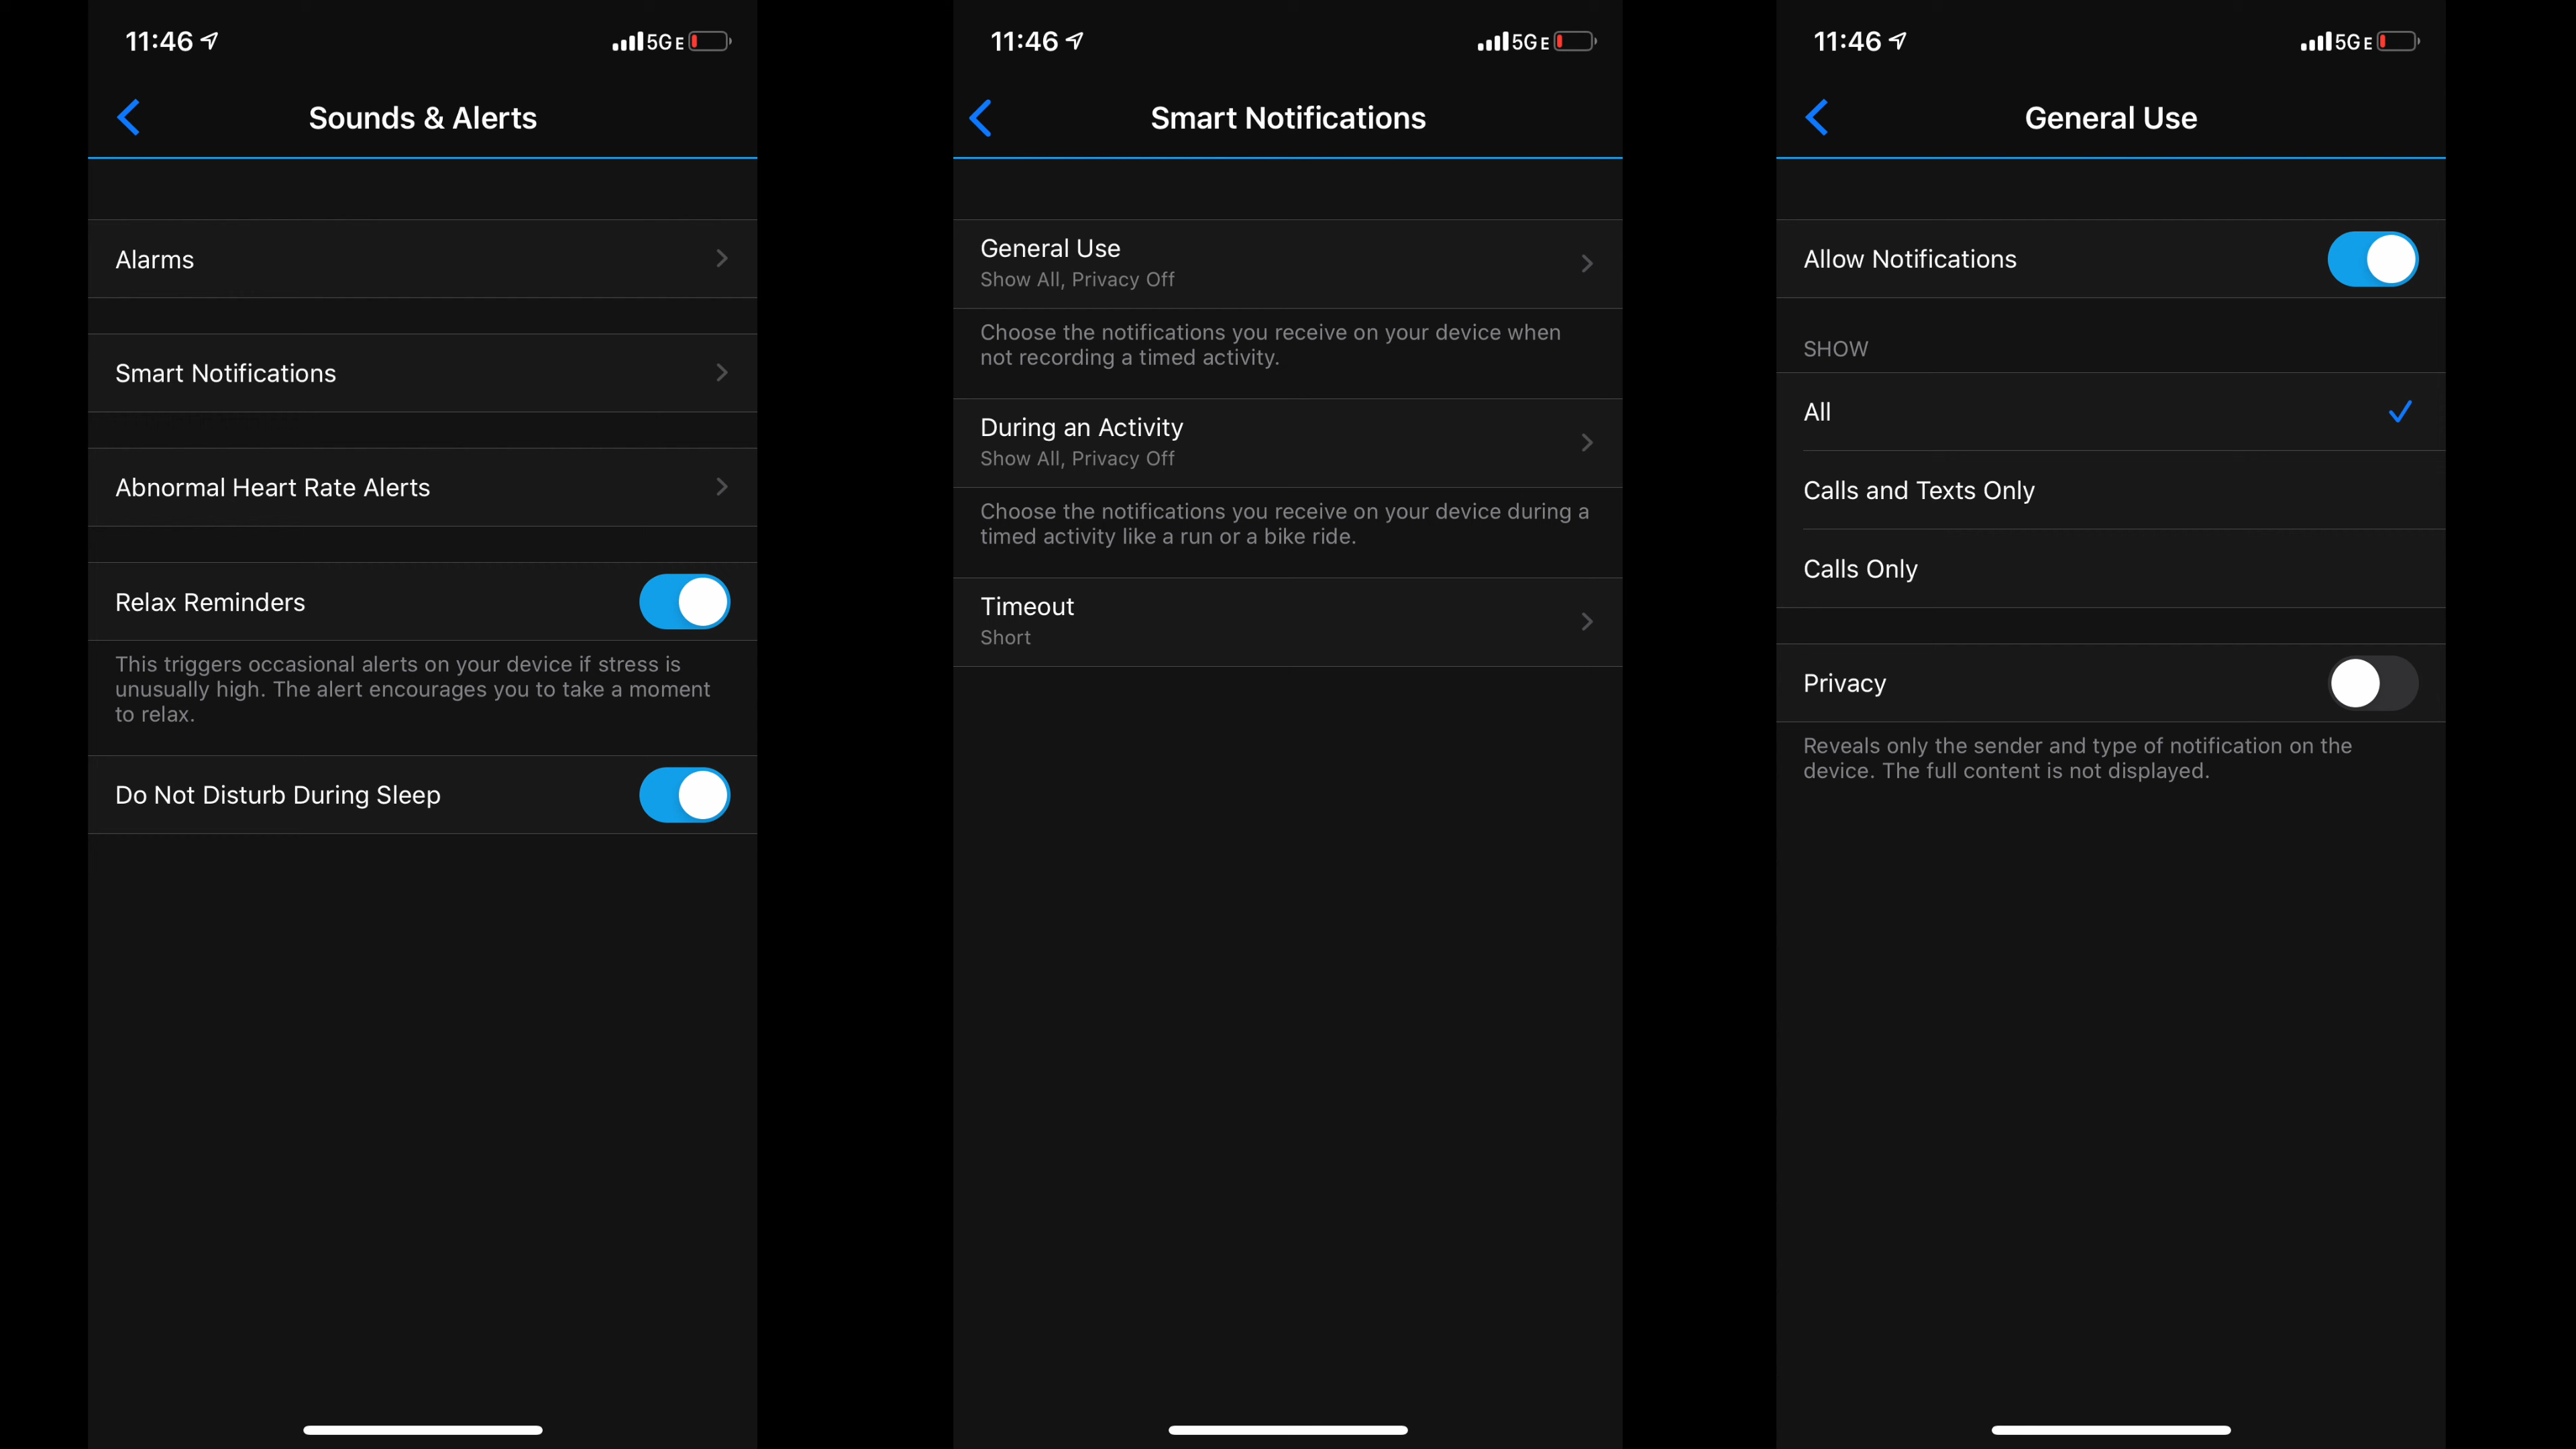 11:46
5G E
Sounds & Alerts
Alarms
Smart Notifications
Abnormal Heart Rate Alerts
Relax Reminders
This triggers occasional alerts on your device if stress is
unusually high. The alert encourages you to take a moment
to relax.
Do Not Disturb During Sleep
11:46
5G E
Smart Notifications
General Use
Show All, Privacy Off
Choose the notifications you receive on your device when
not recording a timed activity.
During an Activity
Show All, Privacy Off
Choose the notifications you receive on your device during a
timed activity like a run or a bike ride.
Timeout
Short
11:46
5G E
General Use
Allow Notifications
SHOW
All
Calls and Texts Only
Calls Only
Privacy
Reveals only the sender and type of notification on the
device. The full content is not displayed.